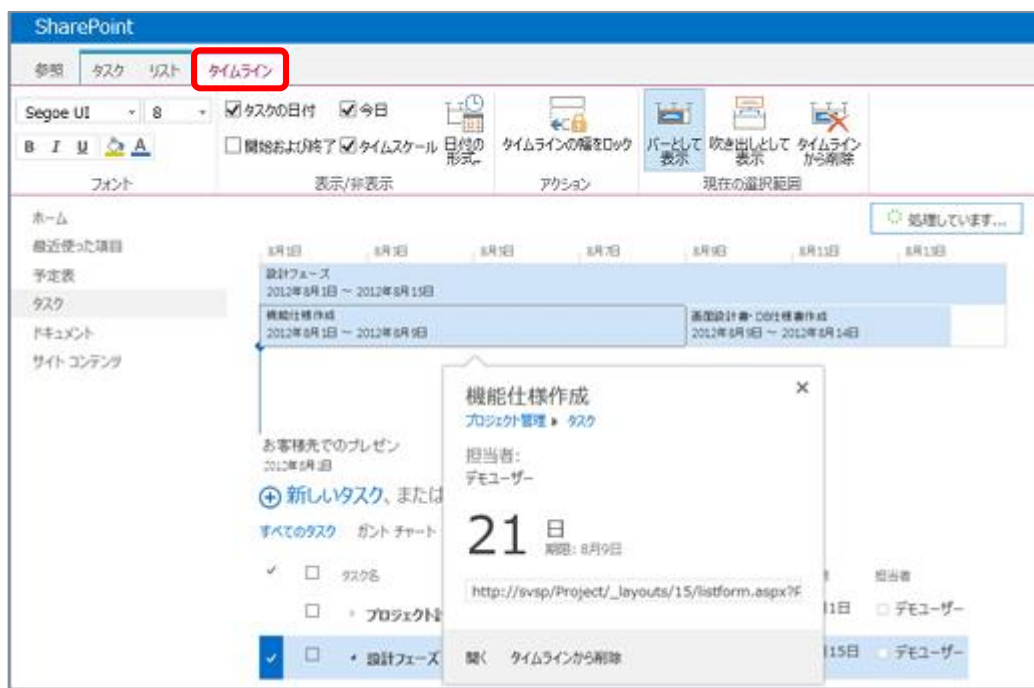 SharePoint
参照 タスク リスト タイムライン
Segoe UI 8
B I U A
フォント
タスクの日付 今日
開始および終了 タイムスケール
日付の形式
表示/非表示
タイムラインの幅をロック
アクション
バーとして表示
吹き出しとして表示
タイムラインから削除
現在の選択範囲
処理しています...
ホーム
最近使った項目
予定表
タスク
ドキュメント
サイト コンテンツ
8月1日 8月3日 8月5日 8月7日 8月9日 8月11日 8月13日
設計フェーズ
2012年8月1日 ～ 2012年8月15日
機能仕様作成
2012年8月1日 ～ 2012年8月9日
画面設計書・DB仕様書作成
2012年8月9日 ～ 2012年8月14日
お客様先でのプレゼン
2012年8月1日
新しいタスク、または
すべてのタスク ガント チャート
タスク名 担当者
プロジェクト計 1日 デモユーザー
設計フェーズ 15日 デモユーザー
機能仕様作成
プロジェクト管理 ▸ タスク
担当者:
デモユーザー
21 日
期限: 8月9日
http://svsp/Project/_layouts/15/listform.aspx?P
開く タイムラインから削除